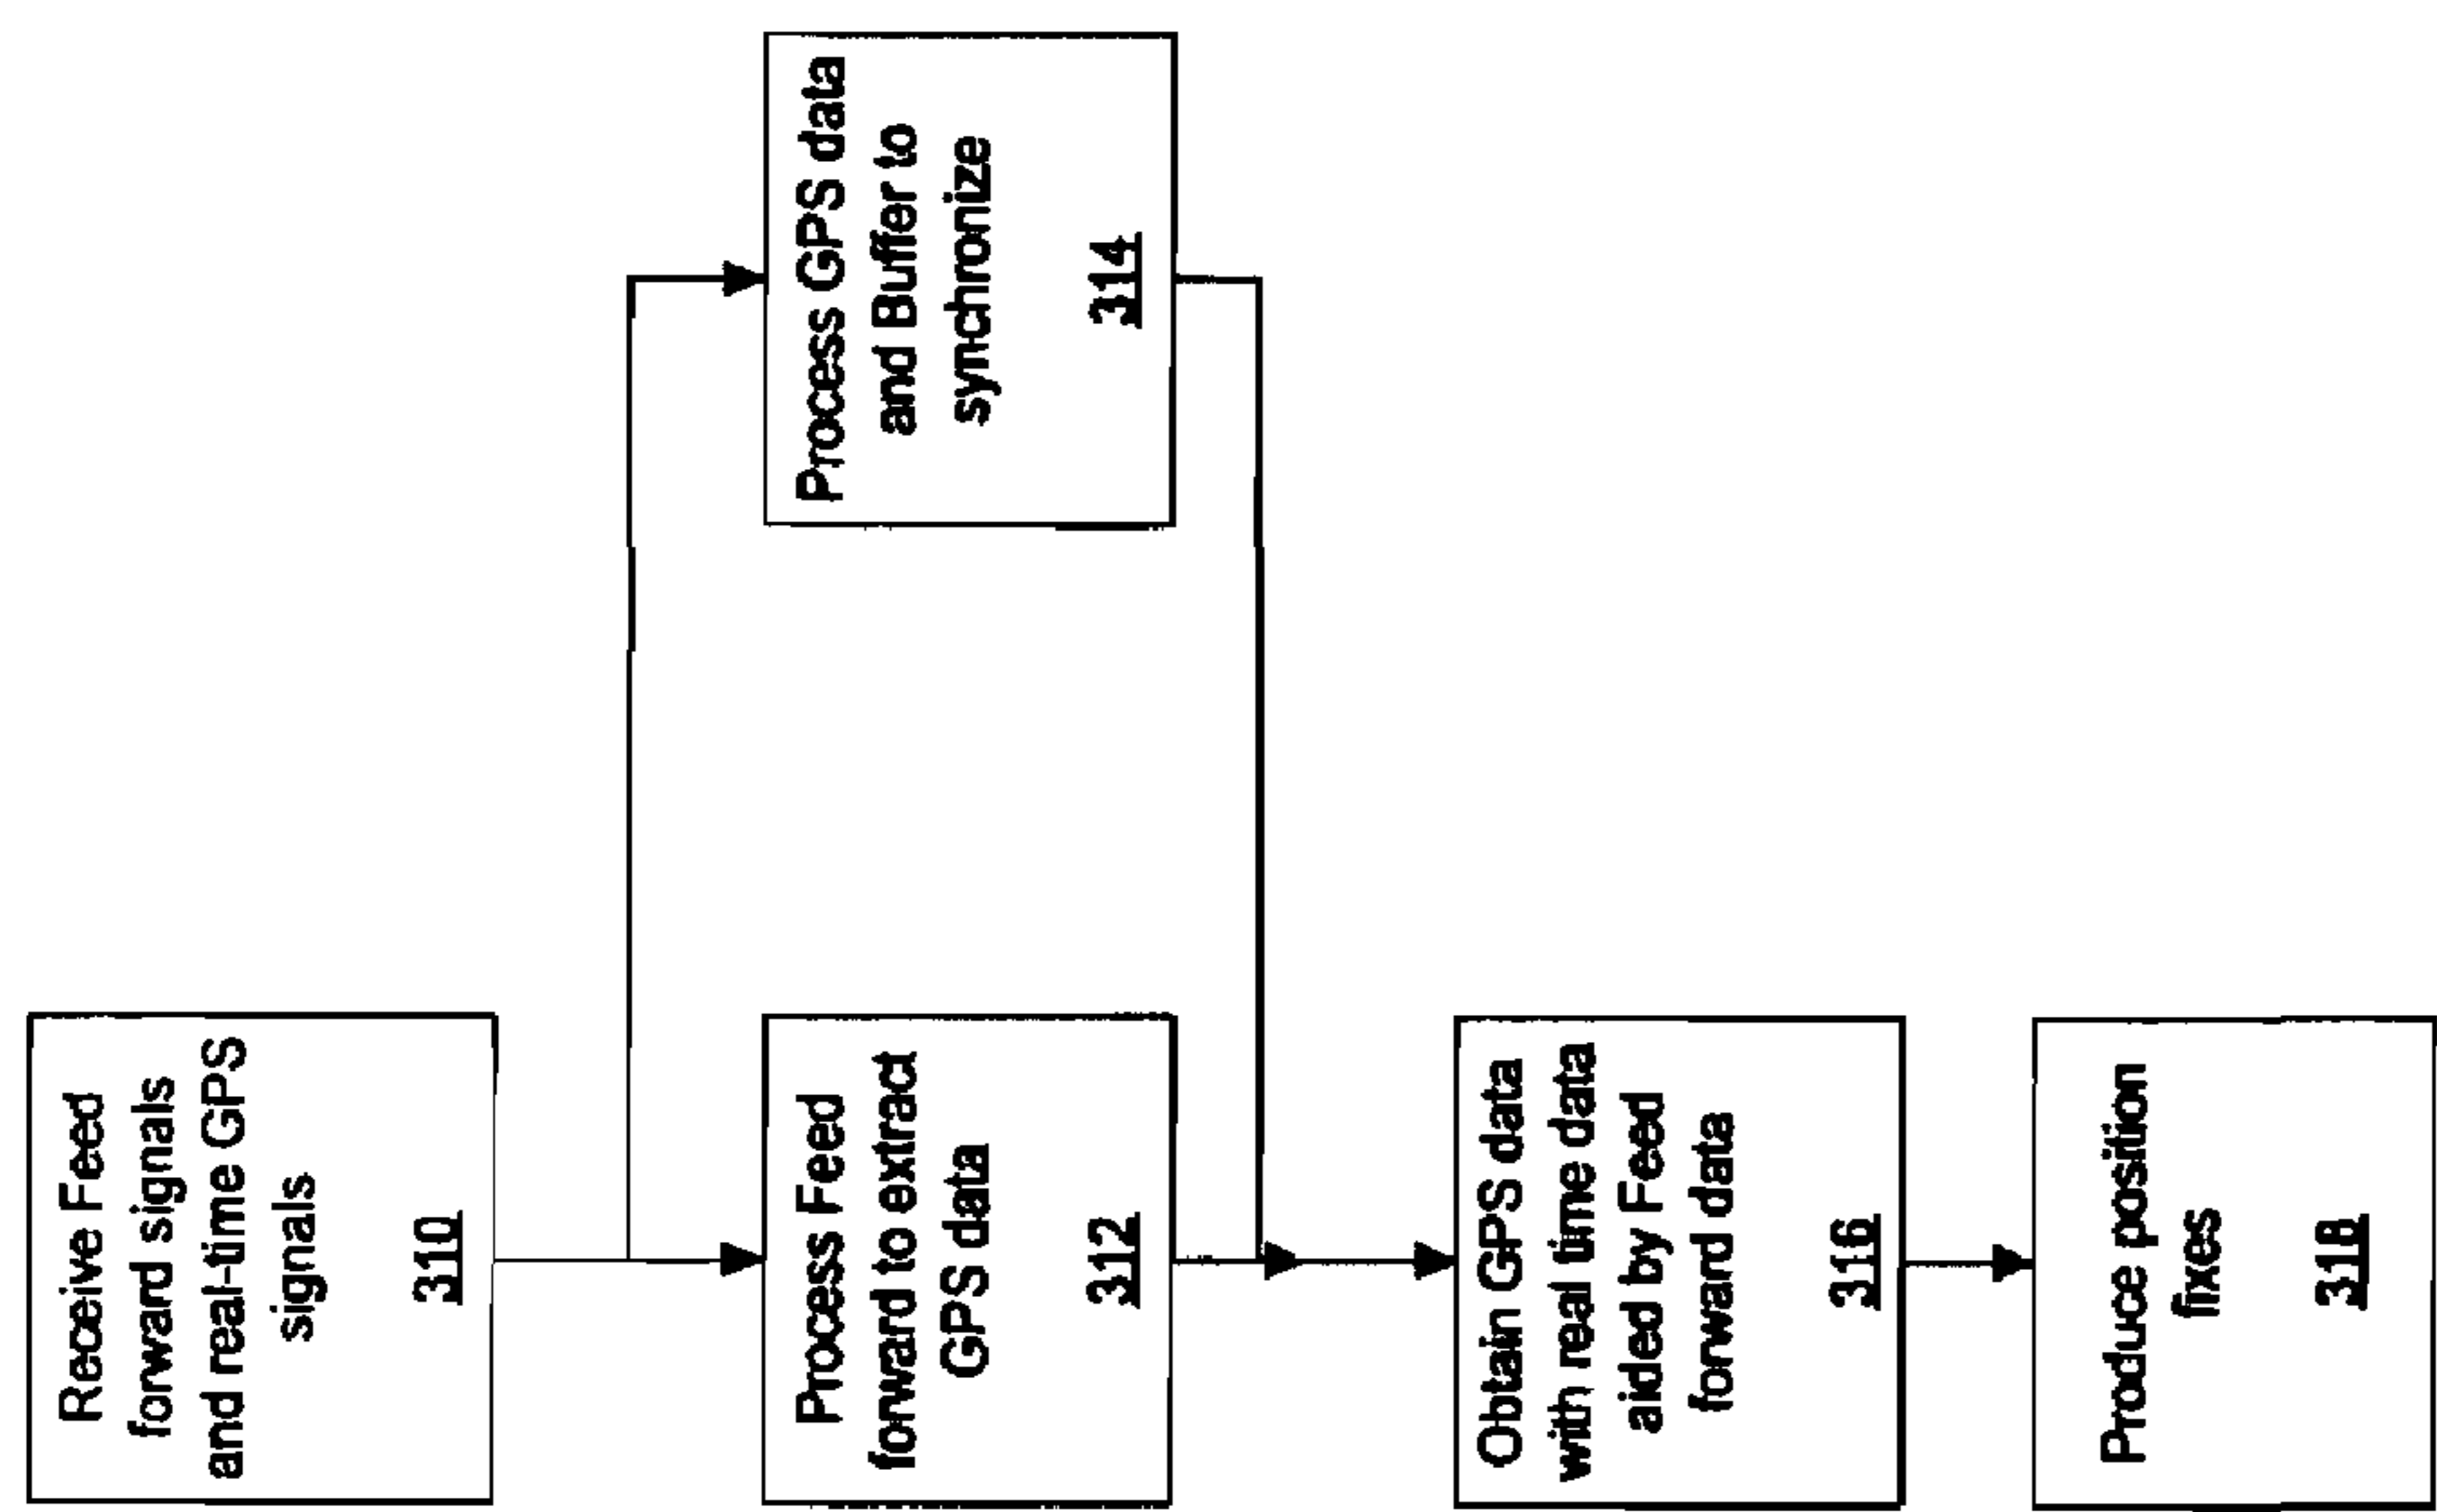 Receive Feed
forward signals
and real-time GPS
signals
310
Process Feed
forward to extract
GPS data
312
Process GPS data
and Buffer to
synchronize
314
Obtain GPS data
with real time data
aided by Feed
forward data
316
Produce position
fixes
318